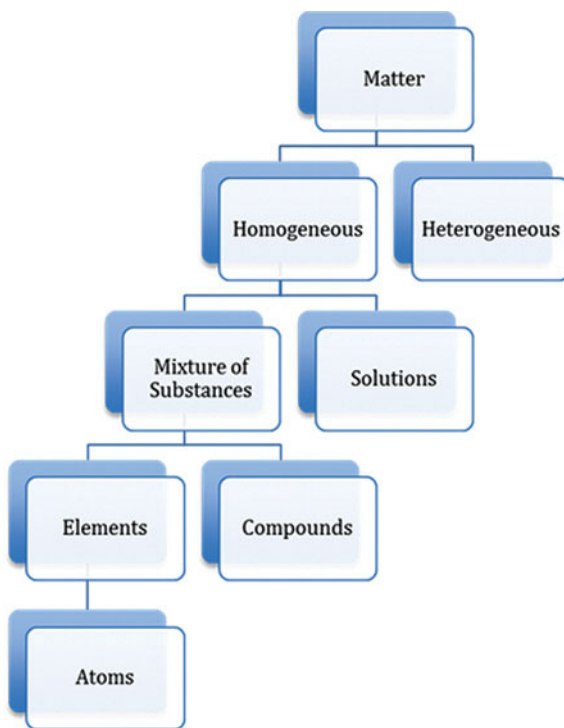 Matter
Homogeneous
Heterogeneous
Mixture of
Substances
Solutions
Elements
Compounds
Atoms